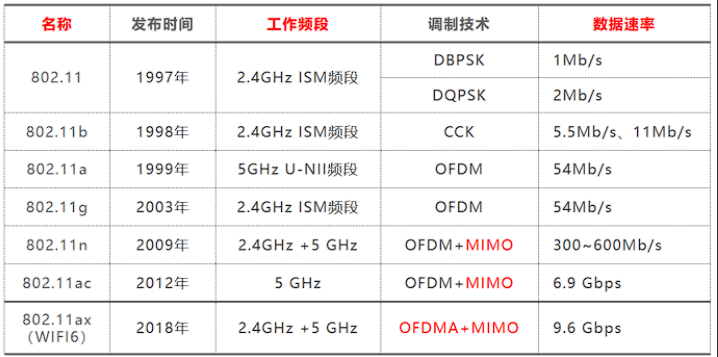 名称 发布时间 工作频段 调制技术 数据速率
802.11 1997年 2.4GHz ISM频段 DBPSK 1Mb/s
DQPSK 2Mb/s
802.11b 1998年 2.4GHz ISM频段 CCK 5.5Mb/s、11Mb/s
802.11a 1999年 5GHz U-NII频段 OFDM 54Mb/s
802.11g 2003年 2.4GHz ISM频段 OFDM 54Mb/s
802.11n 2009年 2.4GHz +5 GHz OFDM+MIMO 300~600Mb/s
802.11ac 2012年 5 GHz OFDM+MIMO 6.9 Gbps
802.11ax
（WIFI6） 2018年 2.4GHz +5 GHz OFDMA+MIMO 9.6 Gbps